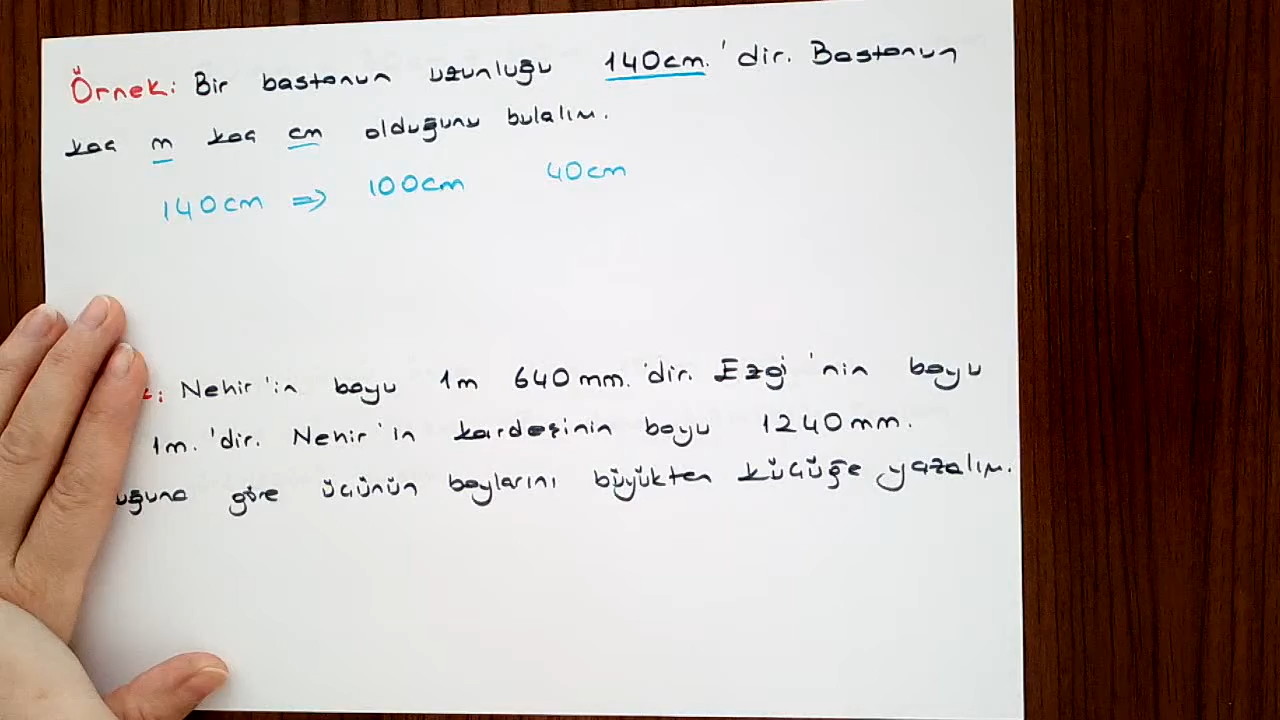 Örnek: Bir bastonun uzunluğu 140cm.'dir. Bastonun
kaç m kaç cm olduğunu bulalım.
140cm ⇒ 100cm 40cm
Nehir'in boyu 1m 640mm.'dir. Ezgi'nin boyu
1m.'dir. Nehir'in kardeşinin boyu 1240mm.
göre üçünün boylarını büyükten küçüğe yazalım.